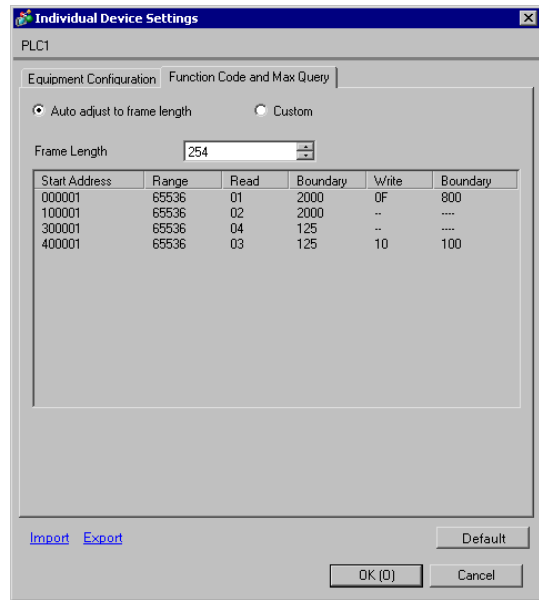 Individual Device Settings
PLC1
Equipment Configuration Function Code and Max Query
Auto adjust to frame length Custom
Frame Length 254
Start Address Range Read Boundary Write Boundary
000001 65536 01 2000 0F 800
100001 65536 02 2000 -- ----
300001 65536 04 125 -- ----
400001 65536 03 125 10 100
Import Export Default
OK (O) Cancel